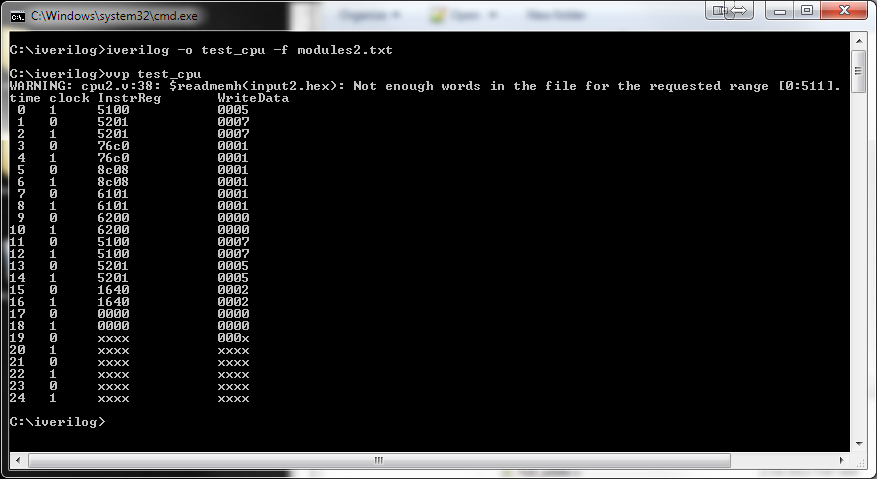 C:\Windows\system32\cmd.exe
Organize Open New folder
C:\iverilog>iverilog -o test_cpu -f modules2.txt
C:\iverilog>vvp test_cpu
WARNING: cpu2.v:38: $readmemh(input2.hex): Not enough words in the file for the requested range [0:511].
time clock InstrReg WriteData
0 1 5100 0005
1 0 5201 0007
2 1 5201 0007
3 0 76c0 0001
4 1 76c0 0001
5 0 8c08 0001
6 1 8c08 0001
7 0 6101 0001
8 1 6101 0001
9 0 6200 0000
10 1 6200 0000
11 0 5100 0007
12 1 5100 0007
13 0 5201 0005
14 1 5201 0005
15 0 1640 0002
16 1 1640 0002
17 0 0000 0000
18 1 0000 0000
19 0 xxxx 000x
20 1 xxxx xxxx
21 0 xxxx xxxx
22 1 xxxx xxxx
23 0 xxxx xxxx
24 1 xxxx xxxx
C:\iverilog>